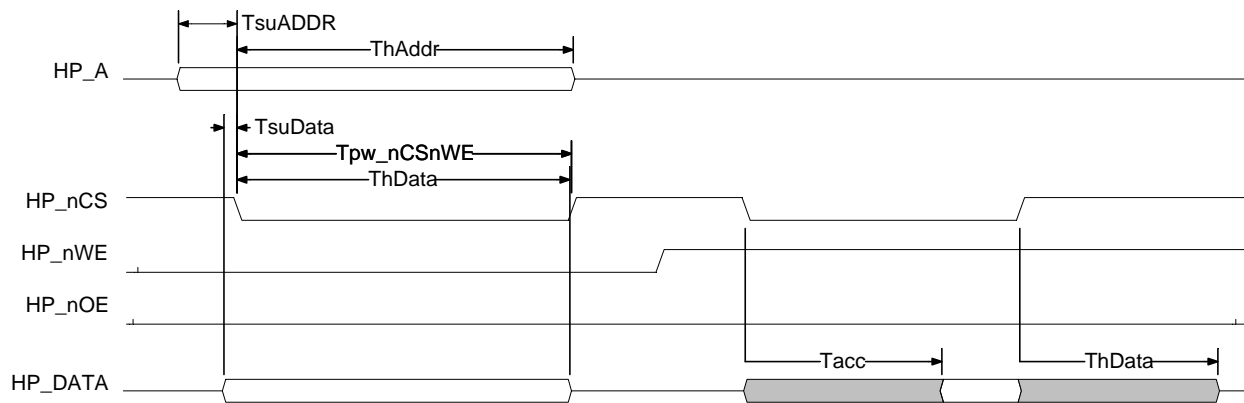 TsuADDR
ThAddr
HP_A
TsuData
Tpw_nCSnWE
ThData
HP_nCS
HP_nWE
HP_nOE
Tacc
ThData
HP_DATA